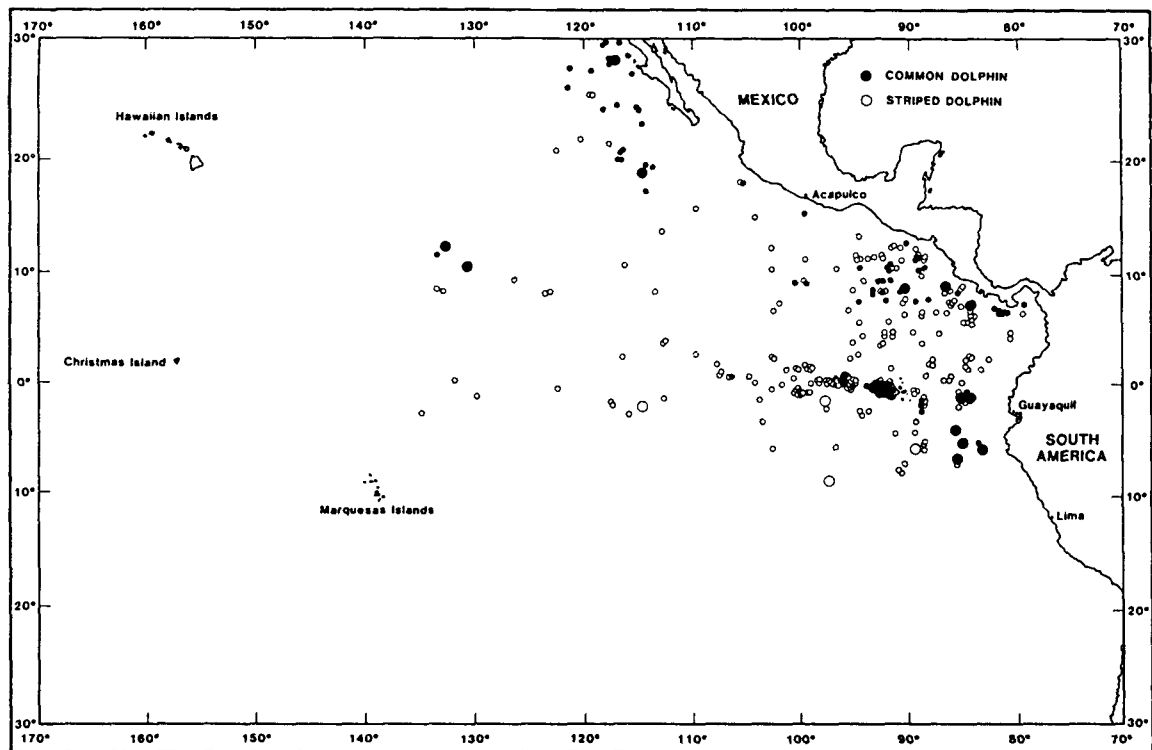 170° 160° 150° 140° 130° 120° 110° 100° 90° 80° 70°
30° 30°
COMMON DOLPHIN
MEXICO
STRIPED DOLPHIN
Hawaiian Islands
20° 20°
Acapulco
10° 10°
Christmas Island
0° 0°
Guayaquil
SOUTH
AMERICA
10° 10°
Marquesas Islands
Lima
20° 20°
30° 30°
170° 160° 150° 140° 130° 120° 110° 100° 90° 80° 70°